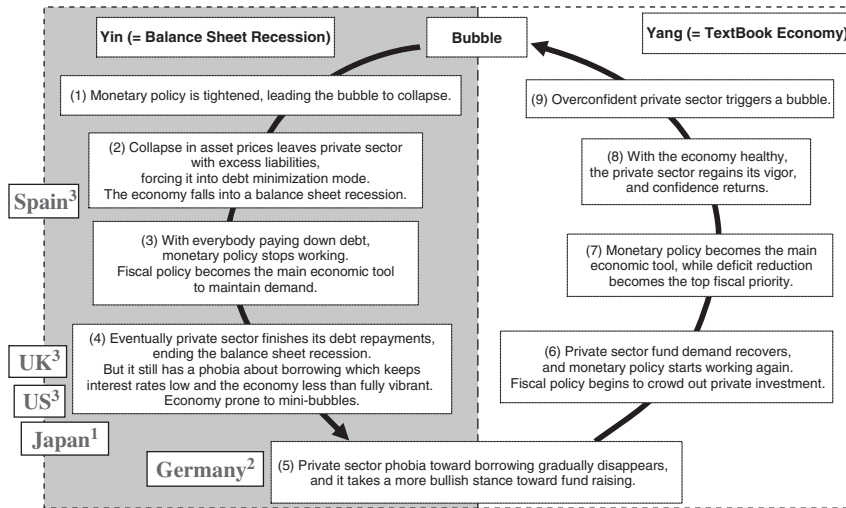 Yin (= Balance Sheet Recession)
Bubble
Yang (= TextBook Economy)
(1) Monetary policy is tightened, leading the bubble to collapse.
(2) Collapse in asset prices leaves private sector
with excess liabilities,
forcing it into debt minimization mode.
The economy falls into a balance sheet recession.
Spain³
(3) With everybody paying down debt,
monetary policy stops working.
Fiscal policy becomes the main economic tool
to maintain demand.
(4) Eventually private sector finishes its debt repayments,
ending the balance sheet recession.
But it still has a phobia about borrowing which keeps
interest rates low and the economy less than fully vibrant.
Economy prone to mini-bubbles.
UK³
US³
Japan¹
Germany²
(5) Private sector phobia toward borrowing gradually disappears,
and it takes a more bullish stance toward fund raising.
(6) Private sector fund demand recovers,
and monetary policy starts working again.
Fiscal policy begins to crowd out private investment.
(7) Monetary policy becomes the main
economic tool, while deficit reduction
becomes the top fiscal priority.
(8) With the economy healthy,
the private sector regains its vigor,
and confidence returns.
(9) Overconfident private sector triggers a bubble.